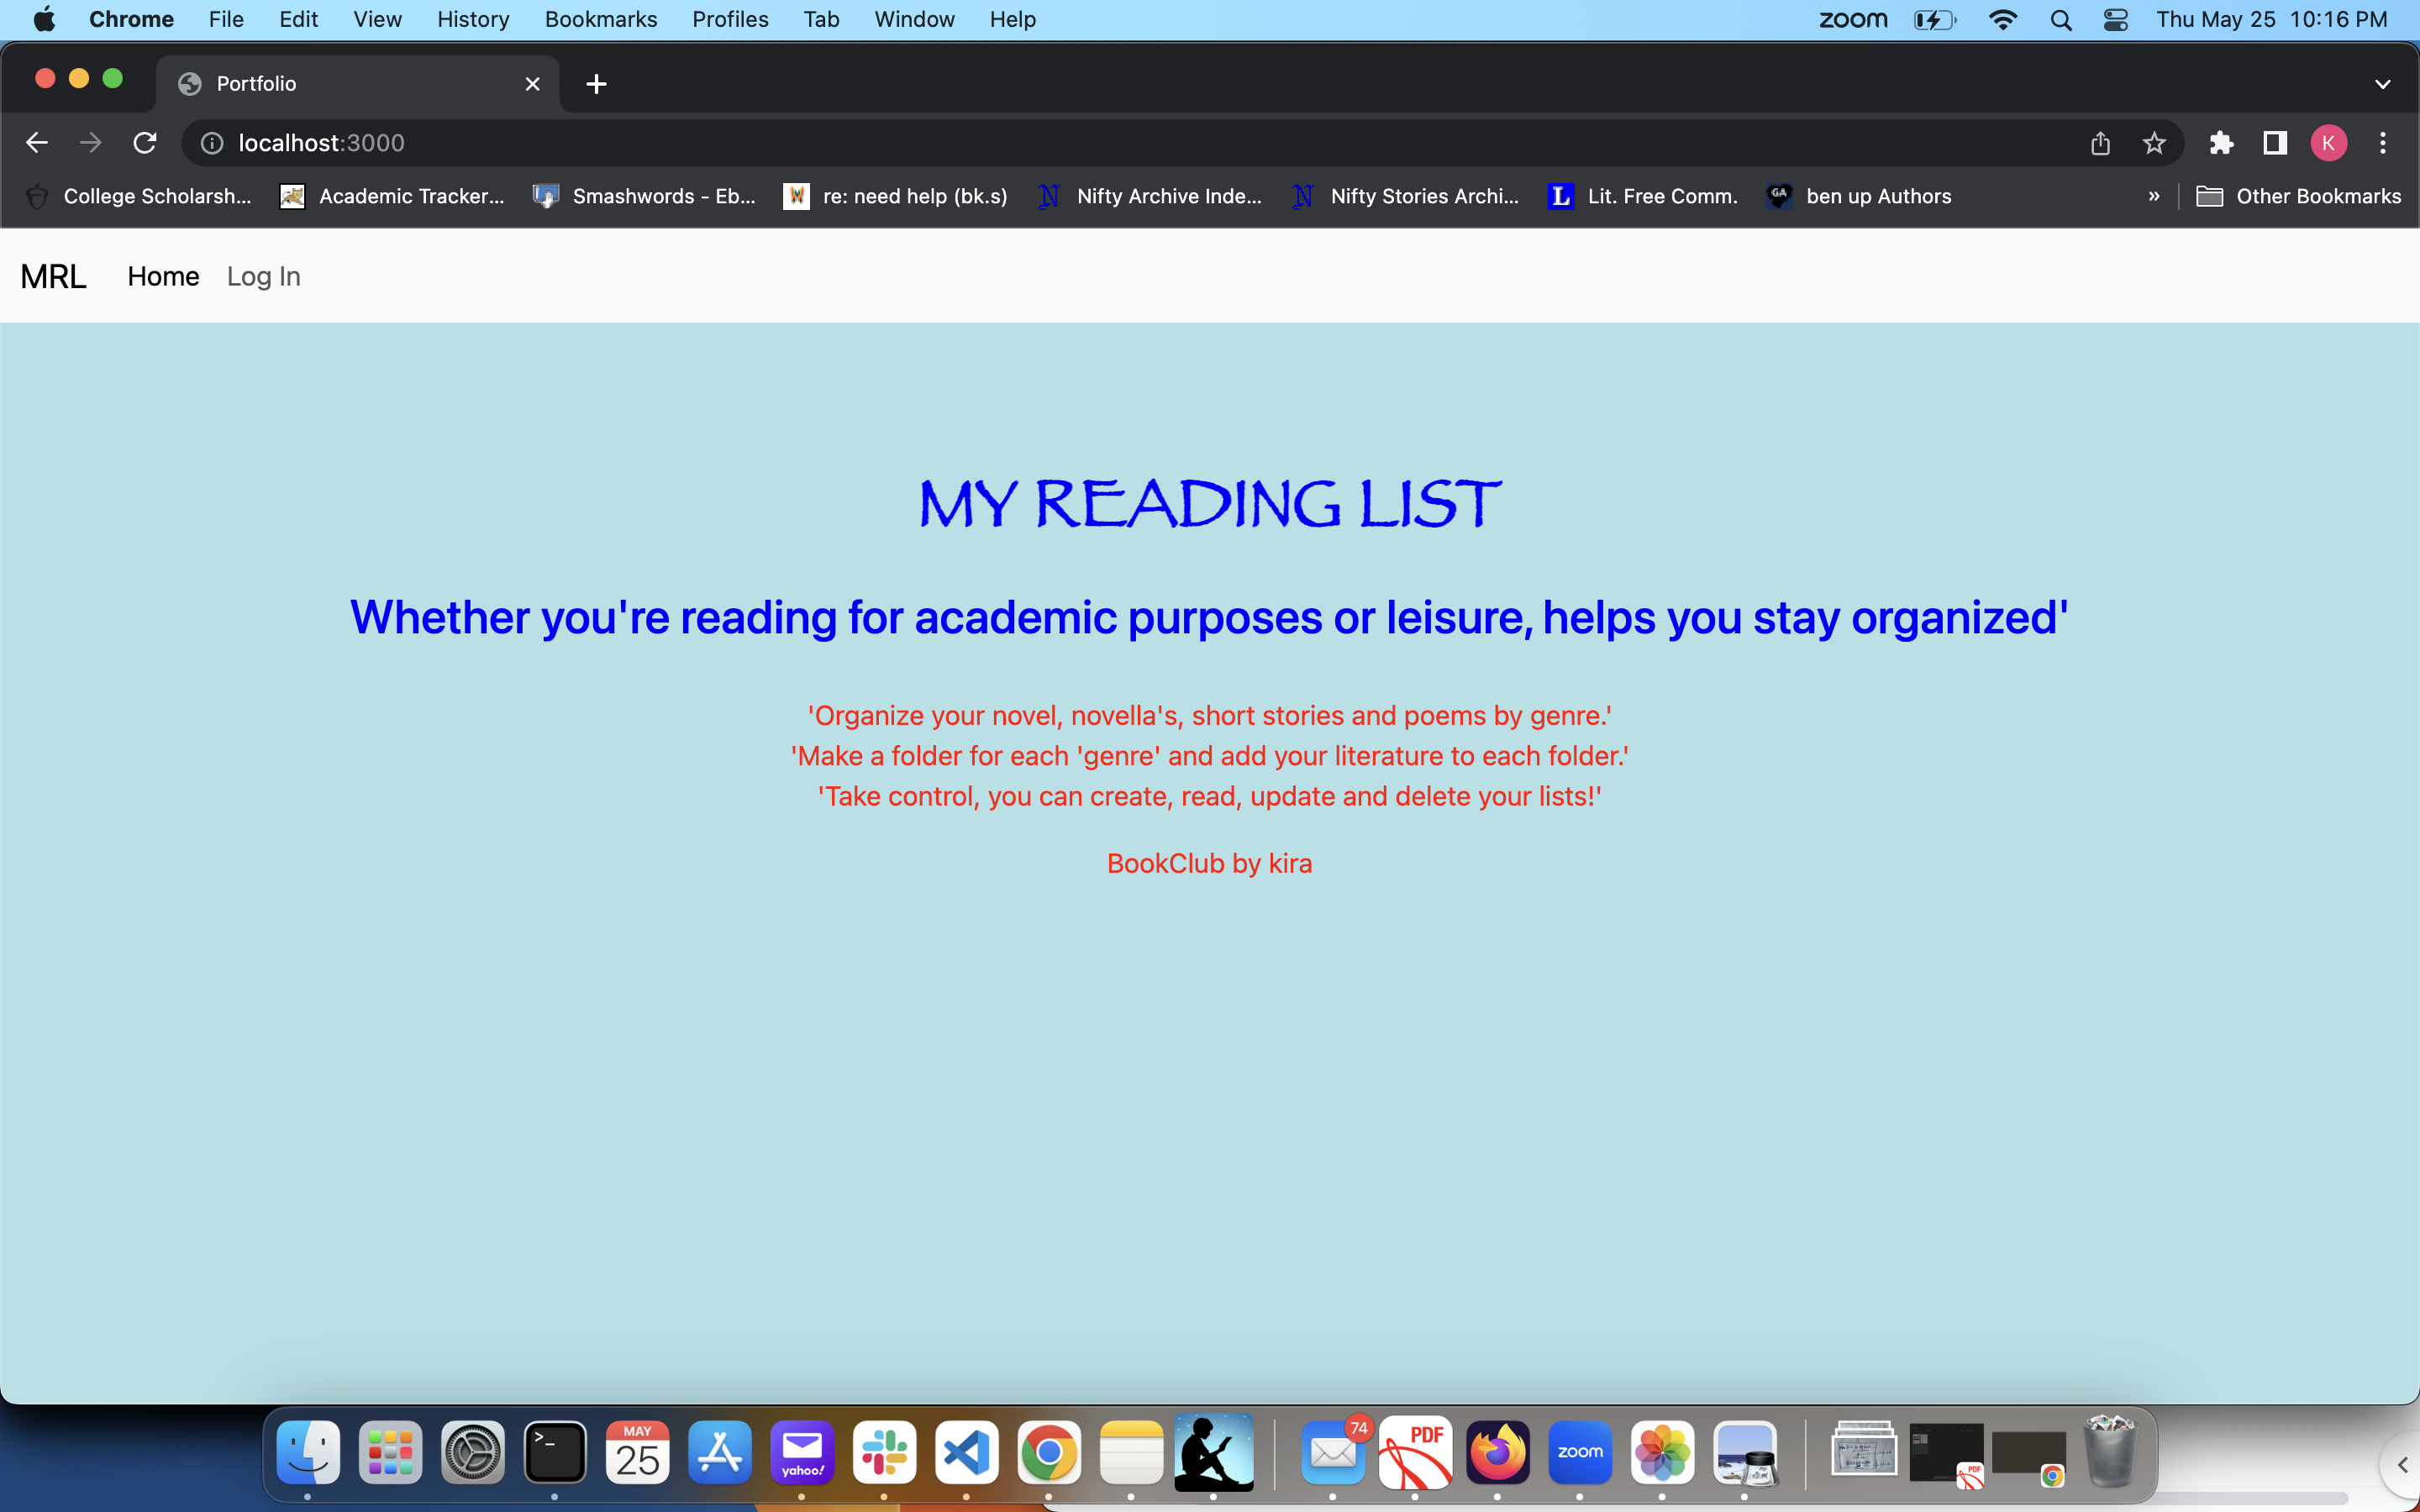 Chrome File Edit View History Bookmarks Profiles Tab Window Help zoom Thu May 25 10:16 PM
Portfolio
localhost:3000 K
College Scholarsh... Academic Tracker... Smashwords - Eb... re: need help (bk.s) Nifty Archive Inde... Nifty Stories Archi... L Lit. Free Comm. GA ben up Authors » Other Bookmarks
MRL Home Log In
MY READING LIST
Whether you're reading for academic purposes or leisure, helps you stay organized'
'Organize your novel, novella's, short stories and poems by genre.'
'Make a folder for each 'genre' and add your literature to each folder.'
'Take control, you can create, read, update and delete your lists!'
BookClub by kira
MAY
25
yahoo!
74
PDF
zoom
PDF